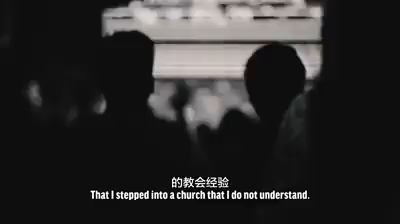 的教会经验
That I stepped into a church that I do not understand.